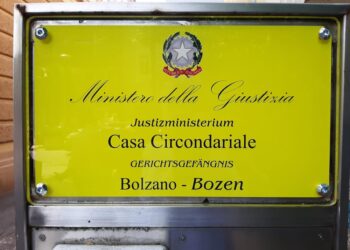 Ministero della Giustizia
Justizministerium
Casa Circondariale
GERICHTSGEFÄNGNIS
Bolzano - Bozen